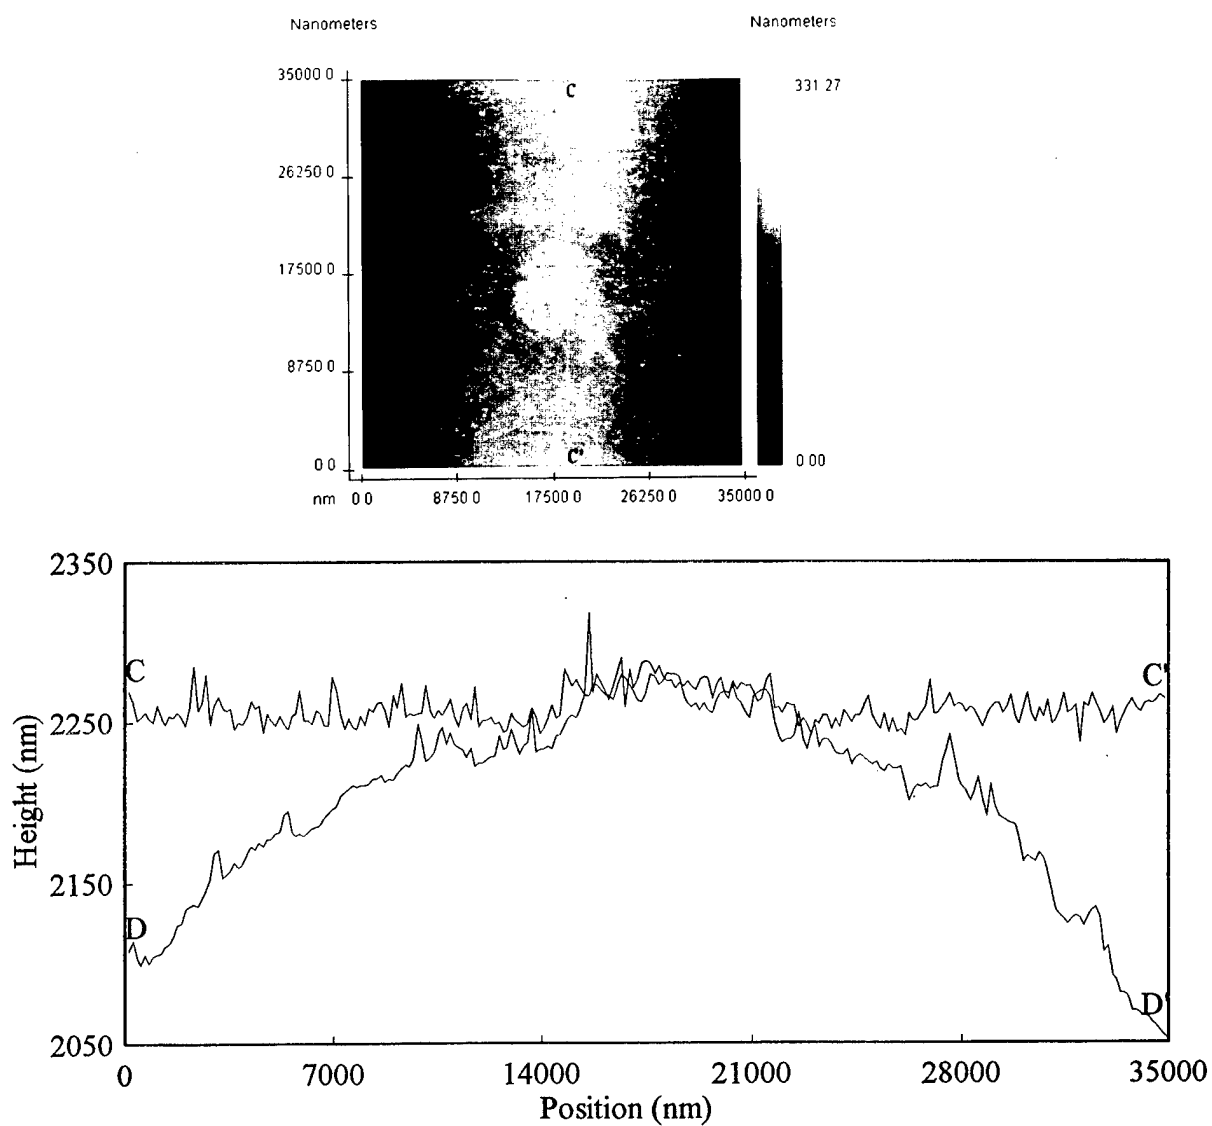 Nanometers
Nanometers
35000 0
331 27
C
26250 0
17500 0
8750 0
C'
0 0
0 00
nm 0 0 8750 0 17500 0 26250 0 35000 0
2350
C
C'
2250
Height (nm)
2150
D
D'
2050
0 7000 14000 21000 28000 35000
Position (nm)